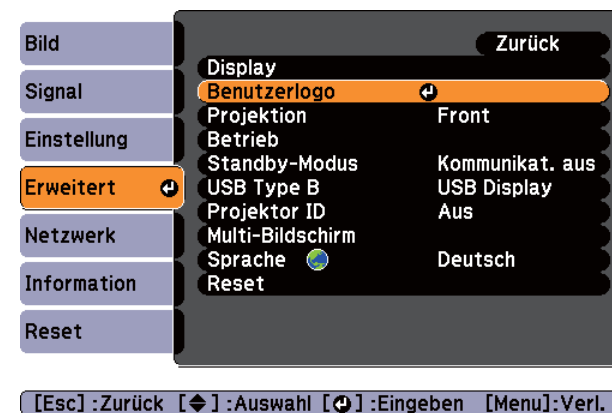 Bild
Signal
Einstellung
Erweitert
Netzwerk
Information
Reset
Zurück
Display
Benutzerlogo
Projektion Front
Betrieb
Standby-Modus Kommunikat. aus
USB Type B USB Display
Projektor ID Aus
Multi-Bildschirm
Sprache Deutsch
Reset
[Esc] :Zurück [◆] :Auswahl [⏎] :Eingeben [Menu]:Verl.